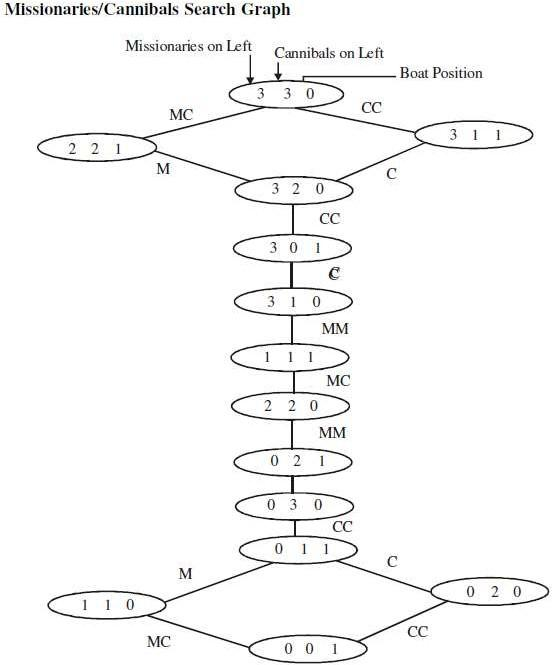 Missionaries/Cannibals Search Graph
Missionaries on Left
Cannibals on Left
Boat Position
3 3 0
MC
CC
2 2 1
3 1 1
M
C
3 2 0
CC
3 0 1
C
3 1 0
MM
1 1 1
MC
2 2 0
MM
0 2 1
0 3 0
CC
0 1 1
M
C
1 1 0
0 2 0
MC
CC
0 0 1